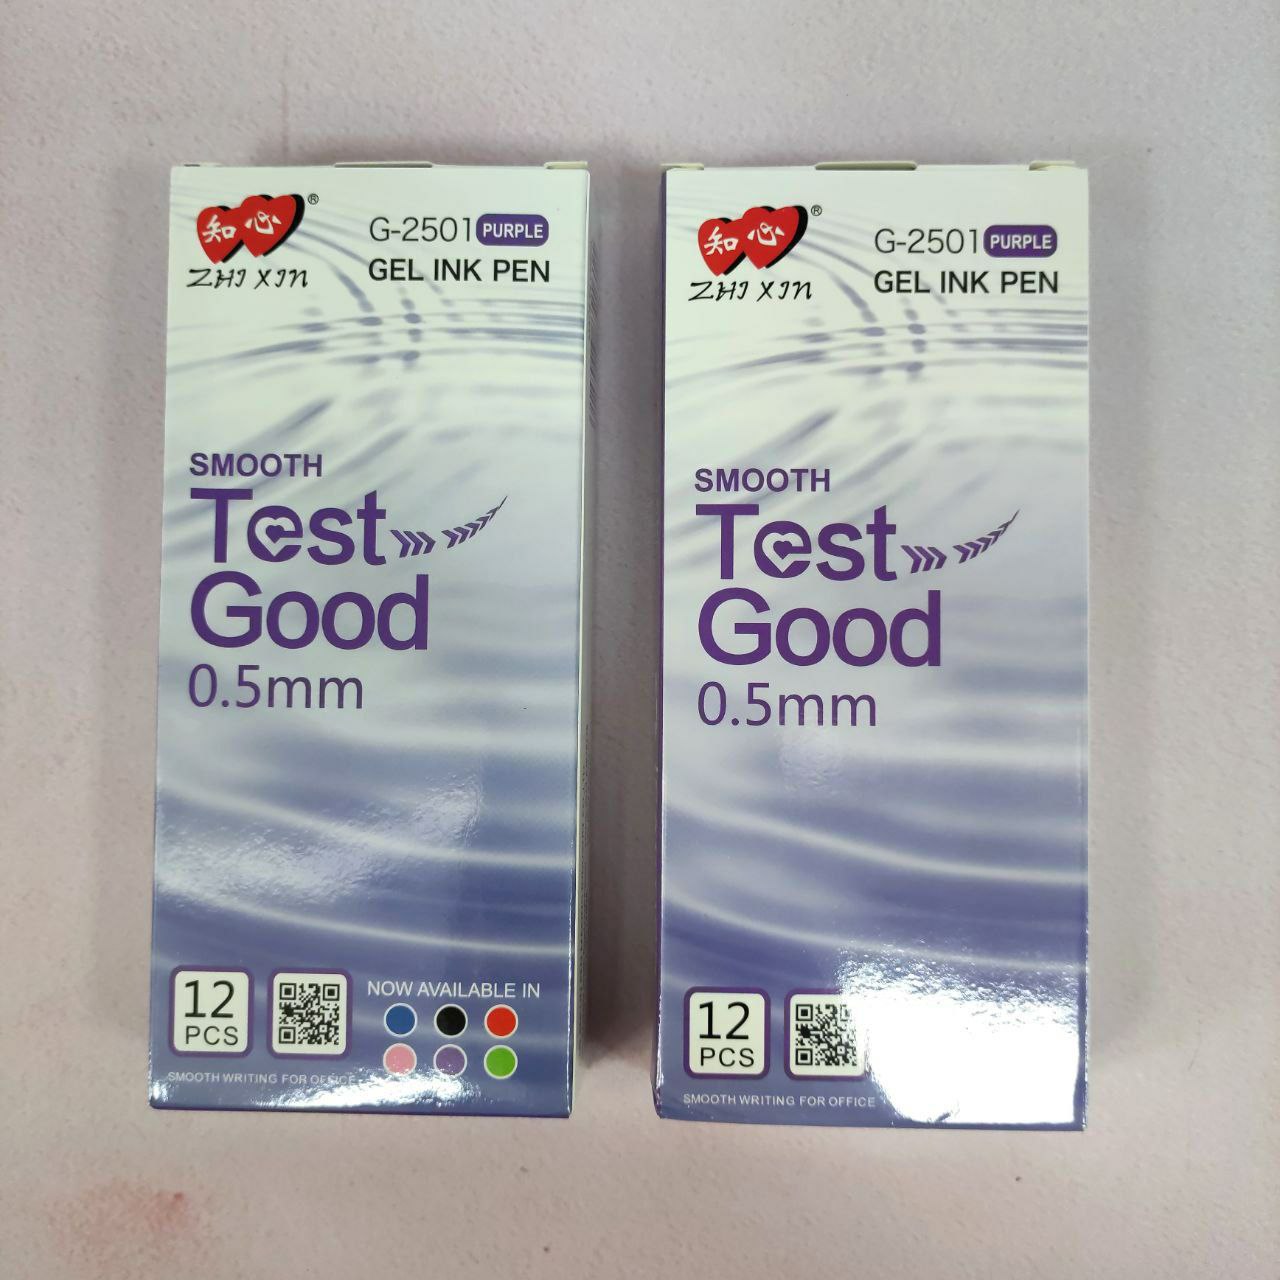 知心®
ZHI XIN
G-2501 PURPLE
GEL INK PEN
SMOOTH
Test
Good
0.5mm
12
PCS
NOW AVAILABLE IN
SMOOTH WRITING FOR OFFICE
知心®
ZHI XIN
G-2501 PURPLE
GEL INK PEN
SMOOTH
Test
Good
0.5mm
12
PCS
SMOOTH WRITING FOR OFFICE